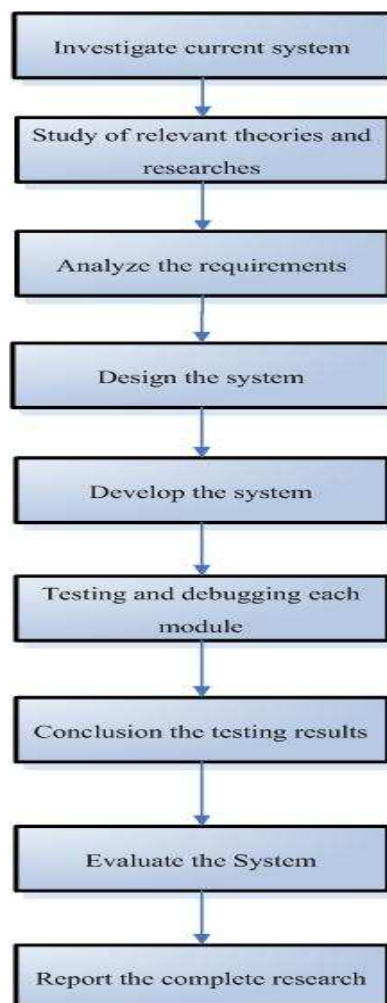 Investigate current system
Study of relevant theories and
researches
Analyze the requirements
Design the system
Develop the system
Testing and debugging each
module
Conclusion the testing results
Evaluate the System
Report the complete research